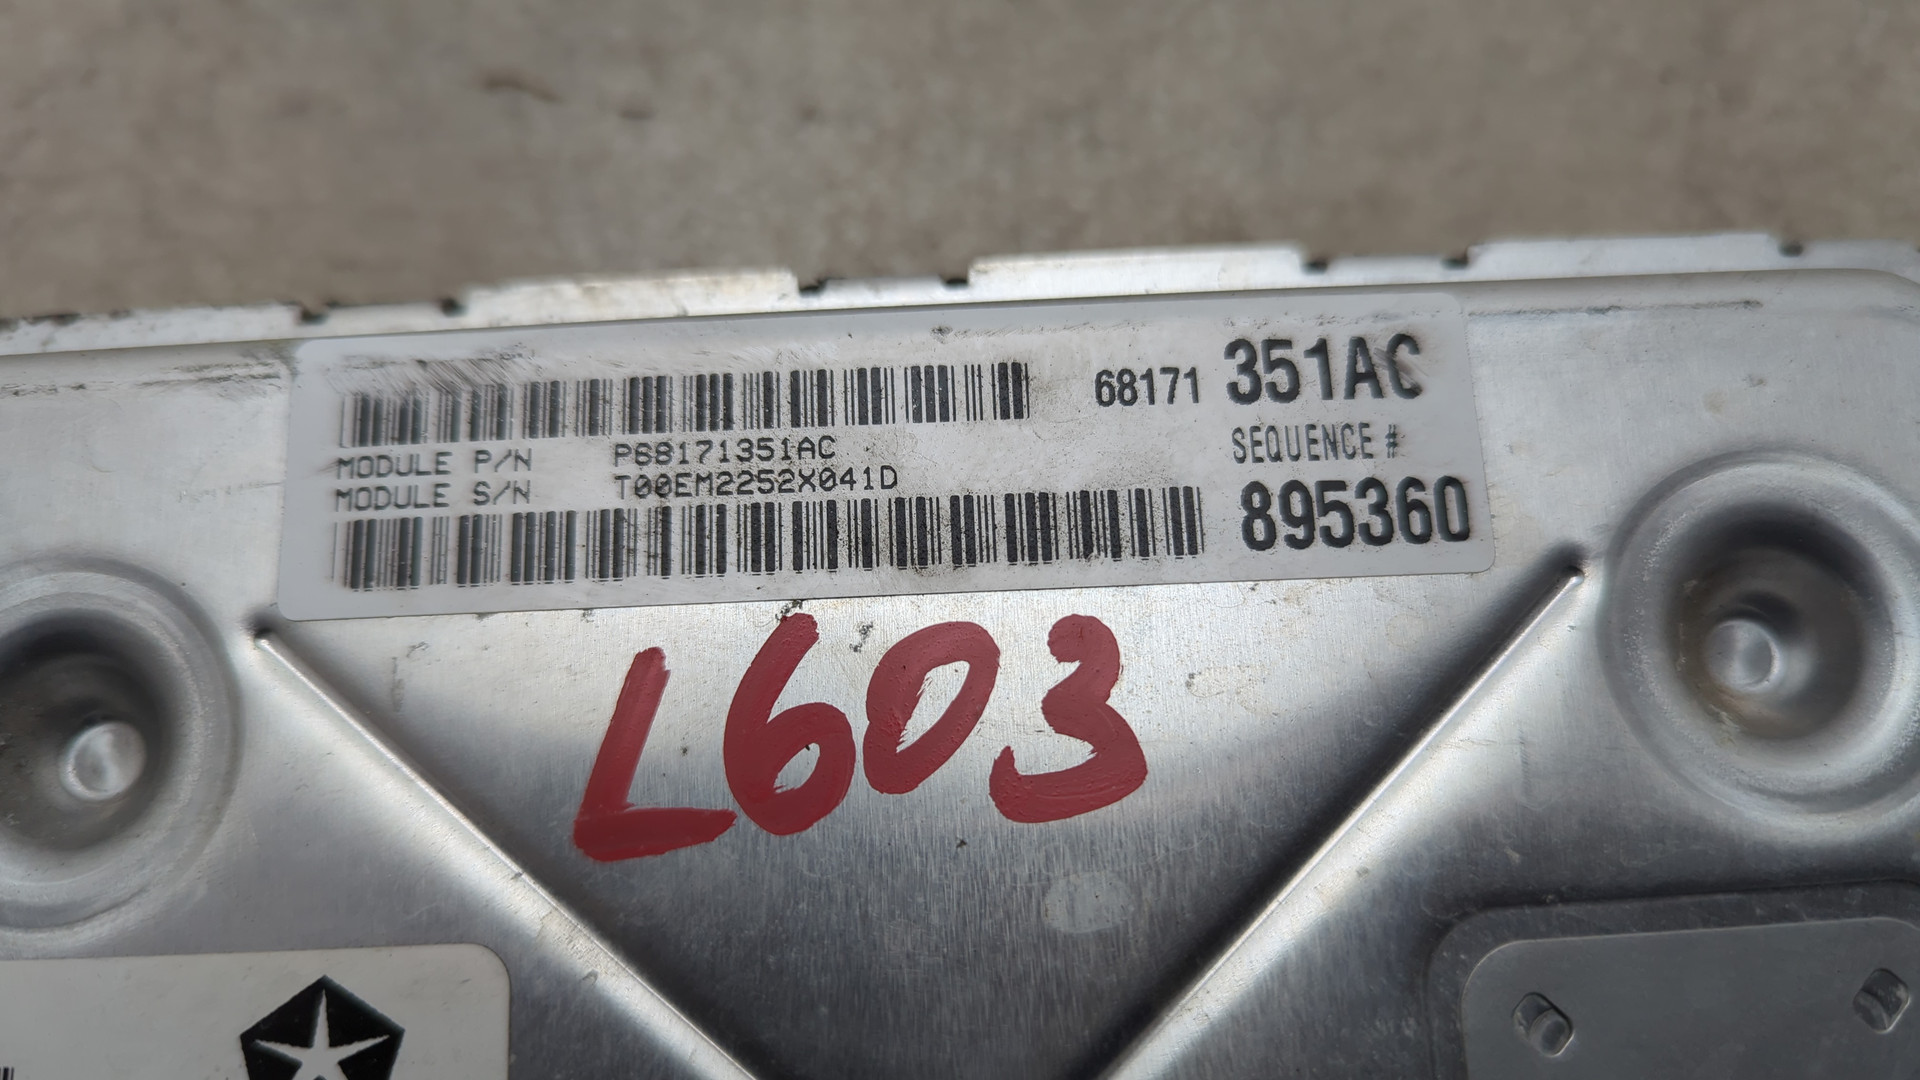 68171 351AC
MODULE P/N P68171351AC
SEQUENCE #
MODULE S/N T00EM2252X041D
895360
L603